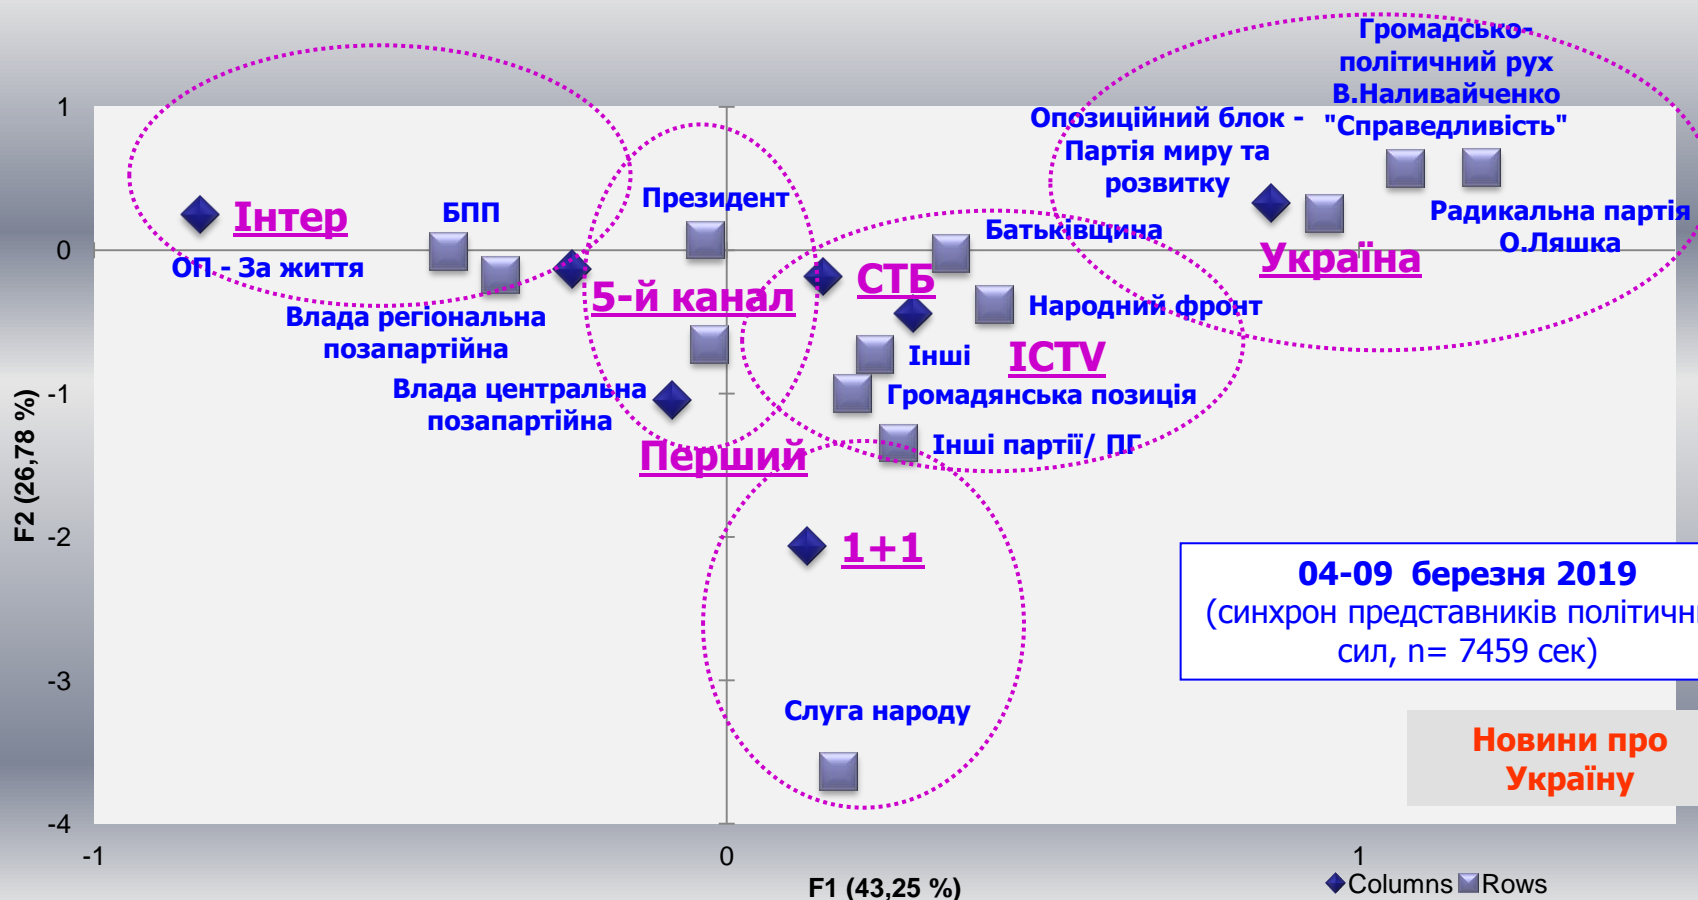 Громадсько-
політичний рух
В.Наливайченко
"Справедливість"
Опозиційний блок -
Партія миру та
розвитку
Радикальна партія
О.Ляшка
Україна
Президент
БПП
Інтер
ОП - За життя
Влада регіональна
позапартійна
5-й канал
Батьківщина
СТБ
Народний фронт
Інші
ICTV
Влада центральна
позапартійна
Громадянська позиція
Інші партії/ ПГ
Перший
1+1
Слуга народу
04-09 березня 2019
(синхрон представників політичн
сил, n= 7459 сек)
Новини про
Україну
F2 (26,78 %)
1
0
-1
-2
-3
-4
-1
0
1
F1 (43,25 %)
Columns
Rows